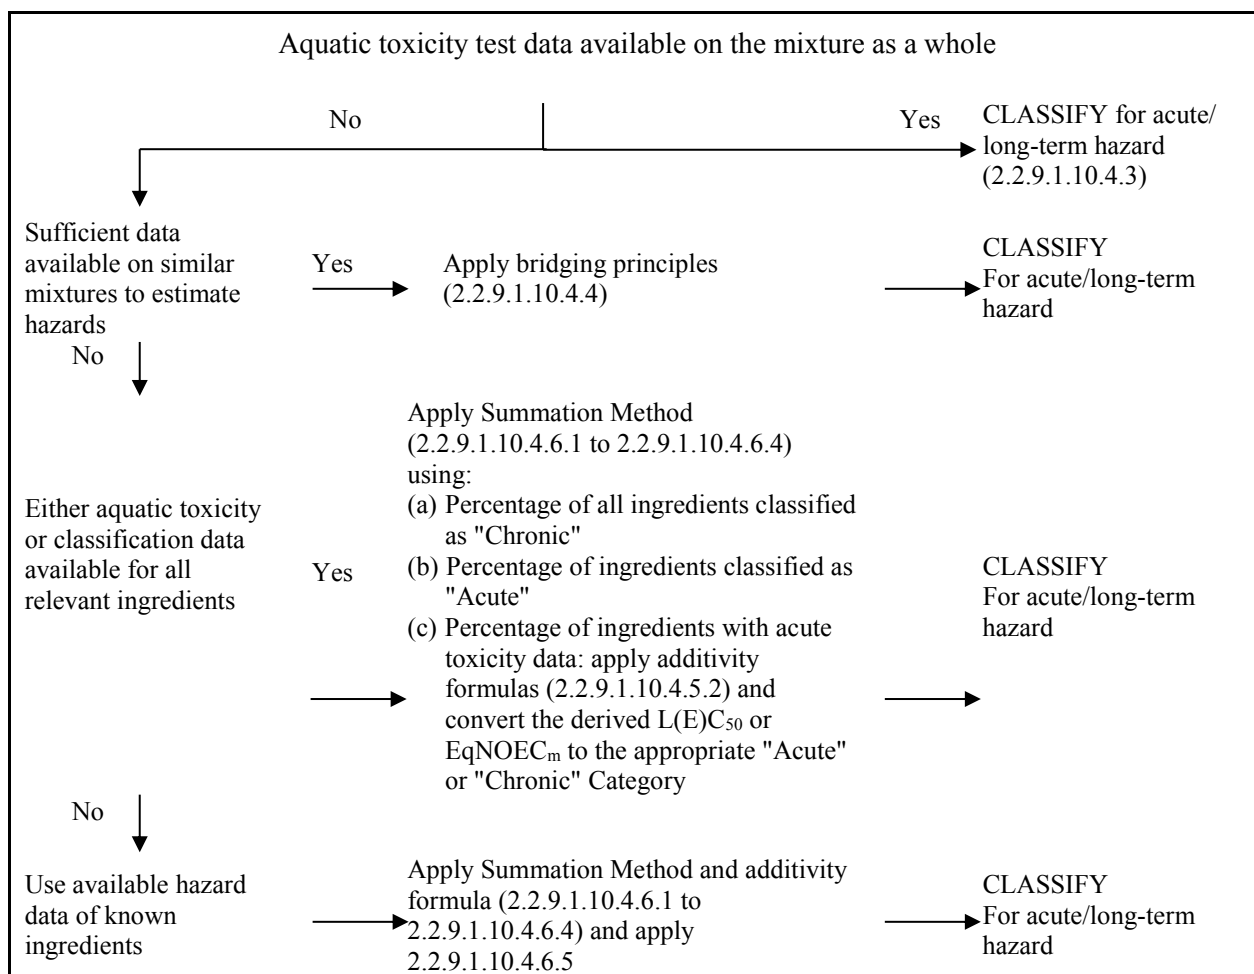 Aquatic toxicity test data available on the mixture as a whole
No
Yes
CLASSIFY for acute/
long-term hazard
(2.2.9.1.10.4.3)
Sufficient data
available on similar
mixtures to estimate
hazards
Yes
Apply bridging principles
(2.2.9.1.10.4.4)
CLASSIFY
For acute/long-term
hazard
No
Either aquatic toxicity
or classification data
available for all
relevant ingredients
Yes
Apply Summation Method
(2.2.9.1.10.4.6.1 to 2.2.9.1.10.4.6.4)
using:
(a) Percentage of all ingredients classified
as "Chronic"
(b) Percentage of ingredients classified as
"Acute"
(c) Percentage of ingredients with acute
toxicity data: apply additivity
formulas (2.2.9.1.10.4.5.2) and
convert the derived L(E)C₅₀ or
EqNOECₘ to the appropriate "Acute"
or "Chronic" Category
CLASSIFY
For acute/long-term
hazard
No
Use available hazard
data of known
ingredients
Apply Summation Method and additivity
formula (2.2.9.1.10.4.6.1 to
2.2.9.1.10.4.6.4) and apply
2.2.9.1.10.4.6.5
CLASSIFY
For acute/long-term
hazard